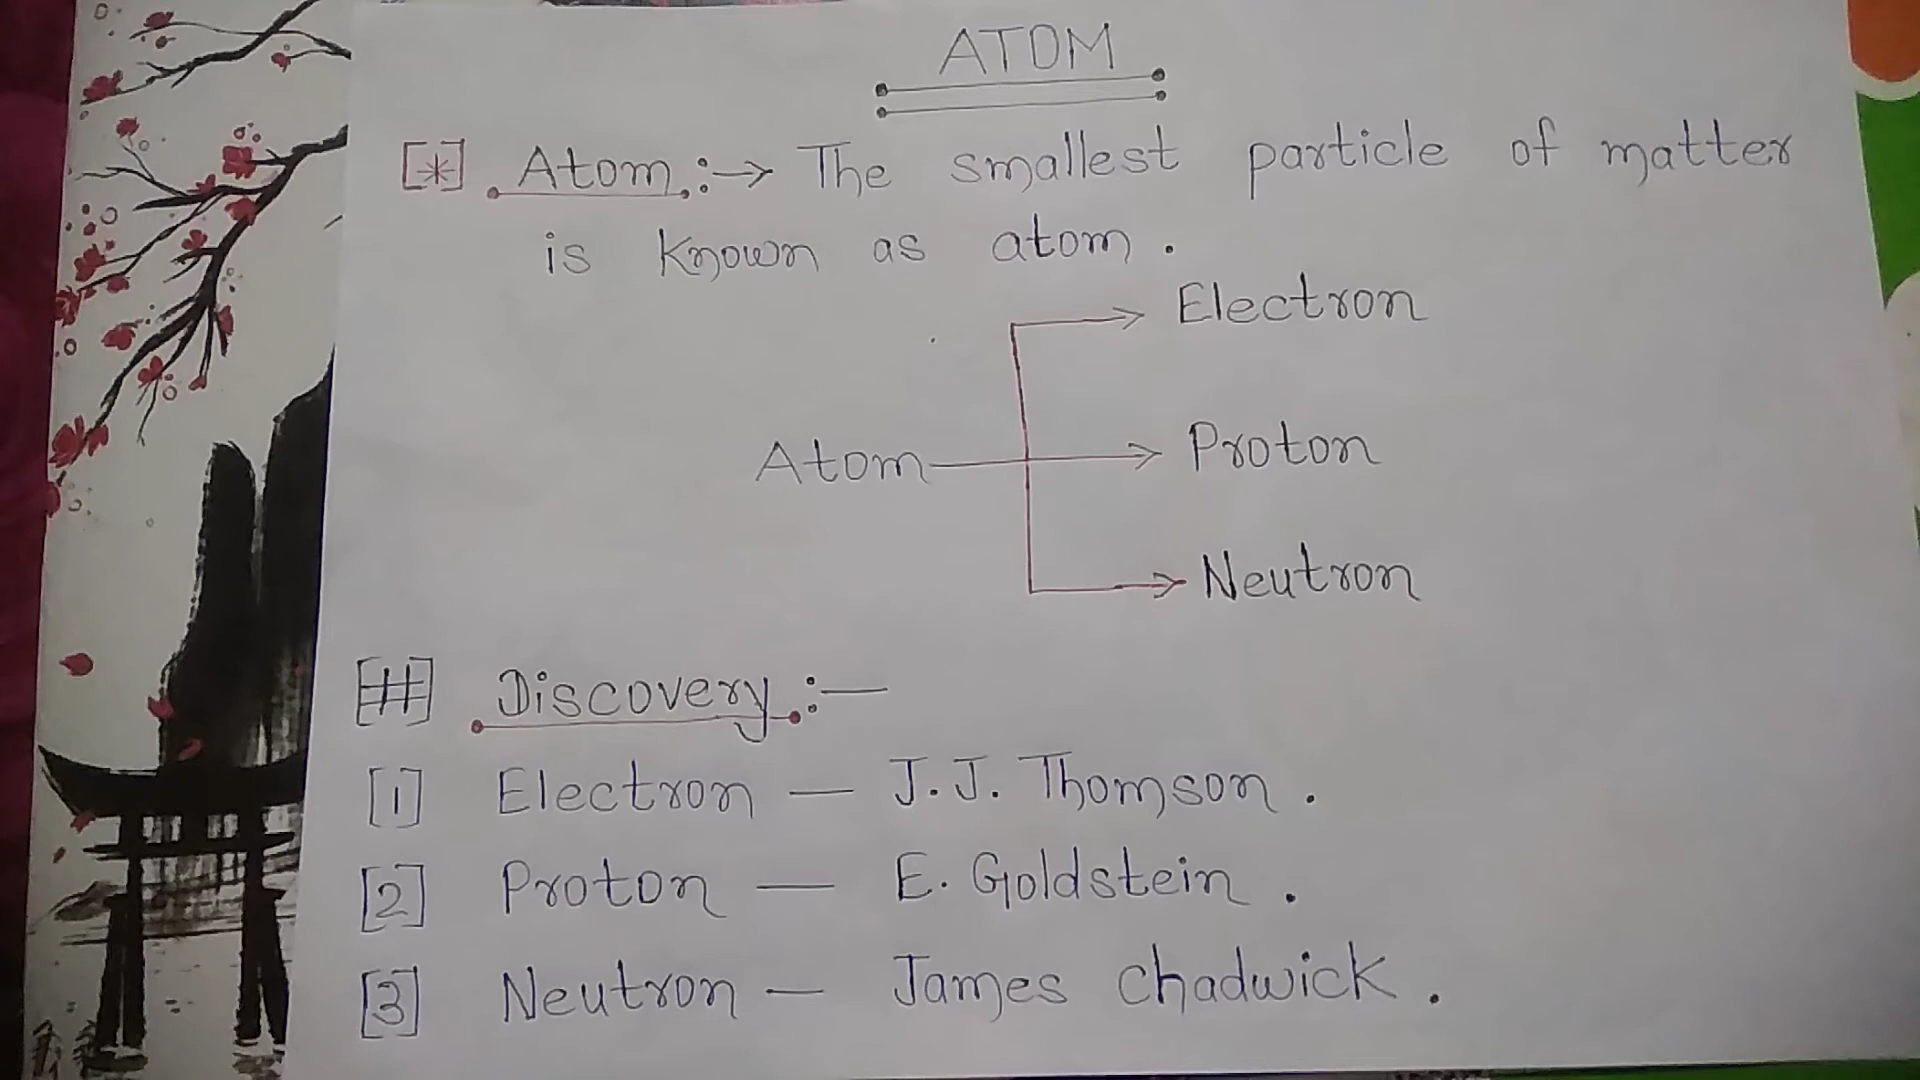 ATOM
[*] Atom :→ The smallest particle of matter
is known as atom .
Electron
Atom
Proton
Neutron
[#] Discovery :—
[1] Electron — J.J. Thomson .
[2] Proton — E. Goldstein .
[3] Neutron — James Chadwick .